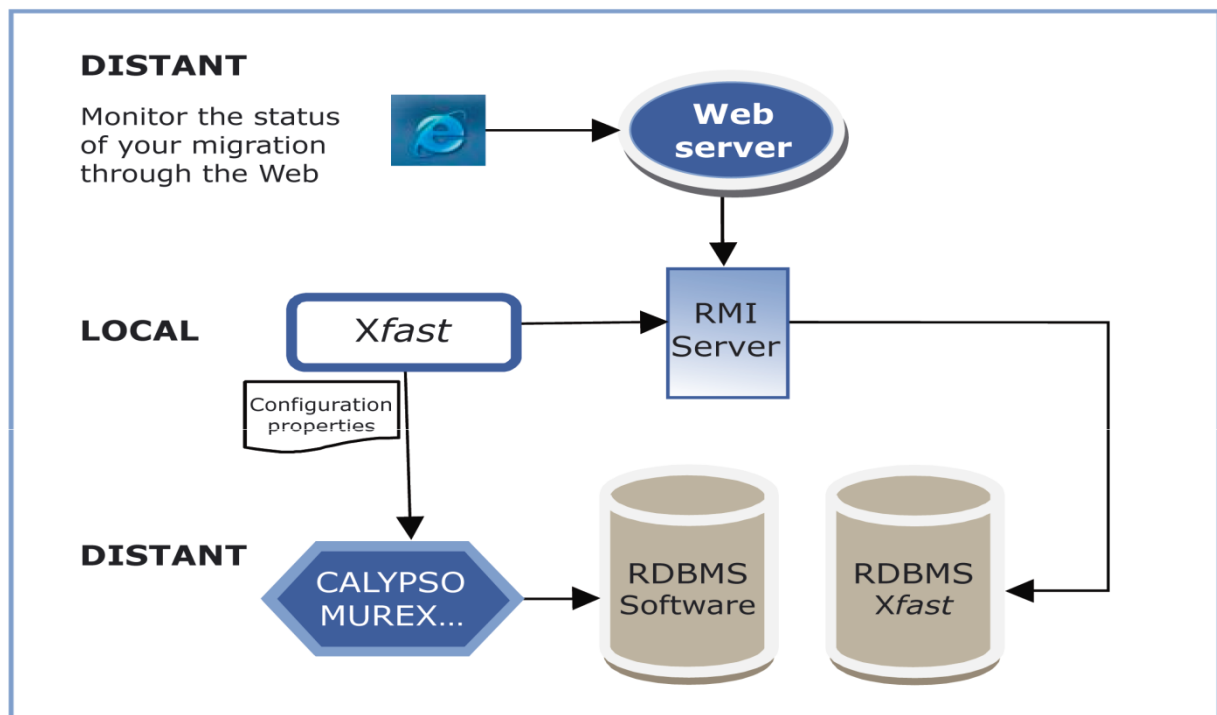 DISTANT
Monitor the status
of your migration
through the Web
Web
server
LOCAL
Xfast
RMI
Server
Configuration
properties
DISTANT
CALYPSO
MUREX...
RDBMS
Software
RDBMS
Xfast